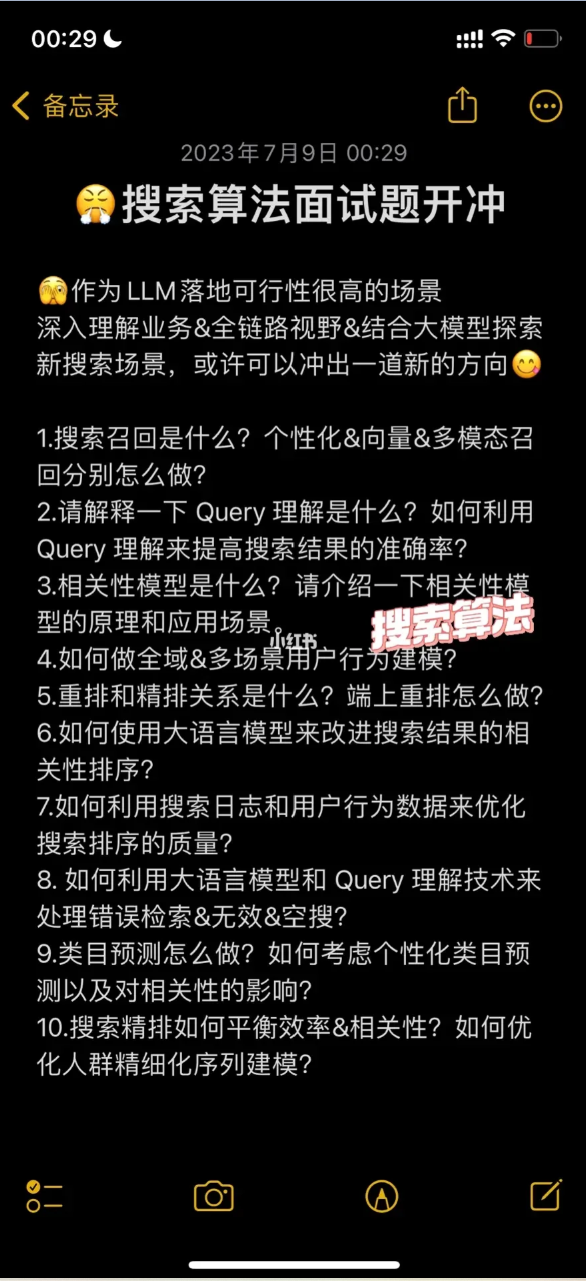 00:29
备忘录
2023年7月9日 00:29
😤搜索算法面试题开冲
🫣作为LLM落地可行性很高的场景
深入理解业务&全链路视野&结合大模型探索
新搜索场景，或许可以冲出一道新的方向😋
1.搜索召回是什么？个性化&向量&多模态召
回分别怎么做？
2.请解释一下 Query 理解是什么？如何利用
Query 理解来提高搜索结果的准确率？
3.相关性模型是什么？请介绍一下相关性模
型的原理和应用场景。
搜索算法
小红书
4.如何做全域&多场景用户行为建模？
5.重排和精排关系是什么？端上重排怎么做？
6.如何使用大语言模型来改进搜索结果的相
关性排序？
7.如何利用搜索日志和用户行为数据来优化
搜索排序的质量？
8. 如何利用大语言模型和 Query 理解技术来
处理错误检索&无效&空搜？
9.类目预测怎么做？如何考虑个性化类目预
测以及对相关性的影响？
10.搜索精排如何平衡效率&相关性？如何优
化人群精细化序列建模？